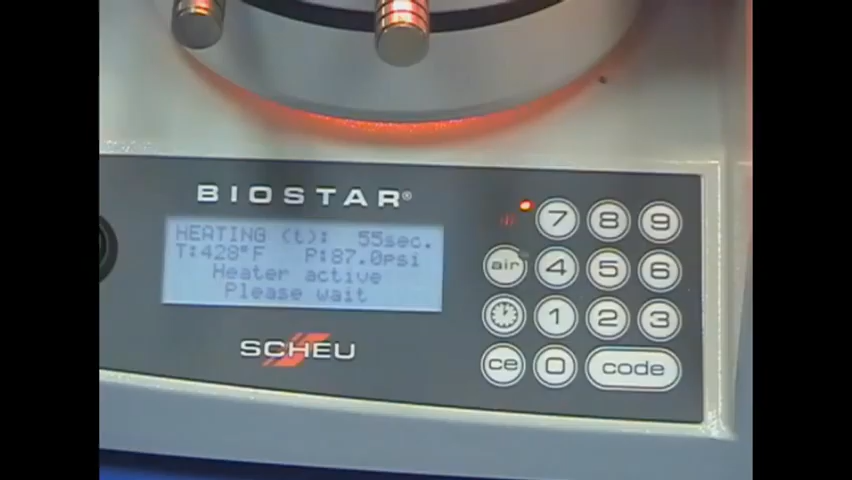 BIOSTAR®
HEATING (t): 55sec.
T:428°F P:87.0psi
Heater active
Please wait
SCHEU
7 8 9
air 4 5 6
1 2 3
ce 0 code